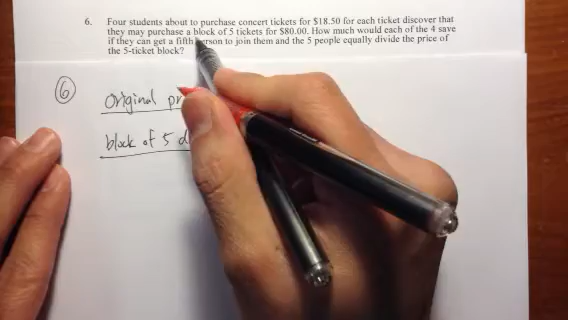 6. Four students about to purchase concert tickets for $18.50 for each ticket discover that
they may purchase a block of 5 tickets for $80.00. How much would each of the 4 save
if they can get a fifth person to join them and the 5 people equally divide the price of
the 5-ticket block?
6
Original pr
block of 5 d